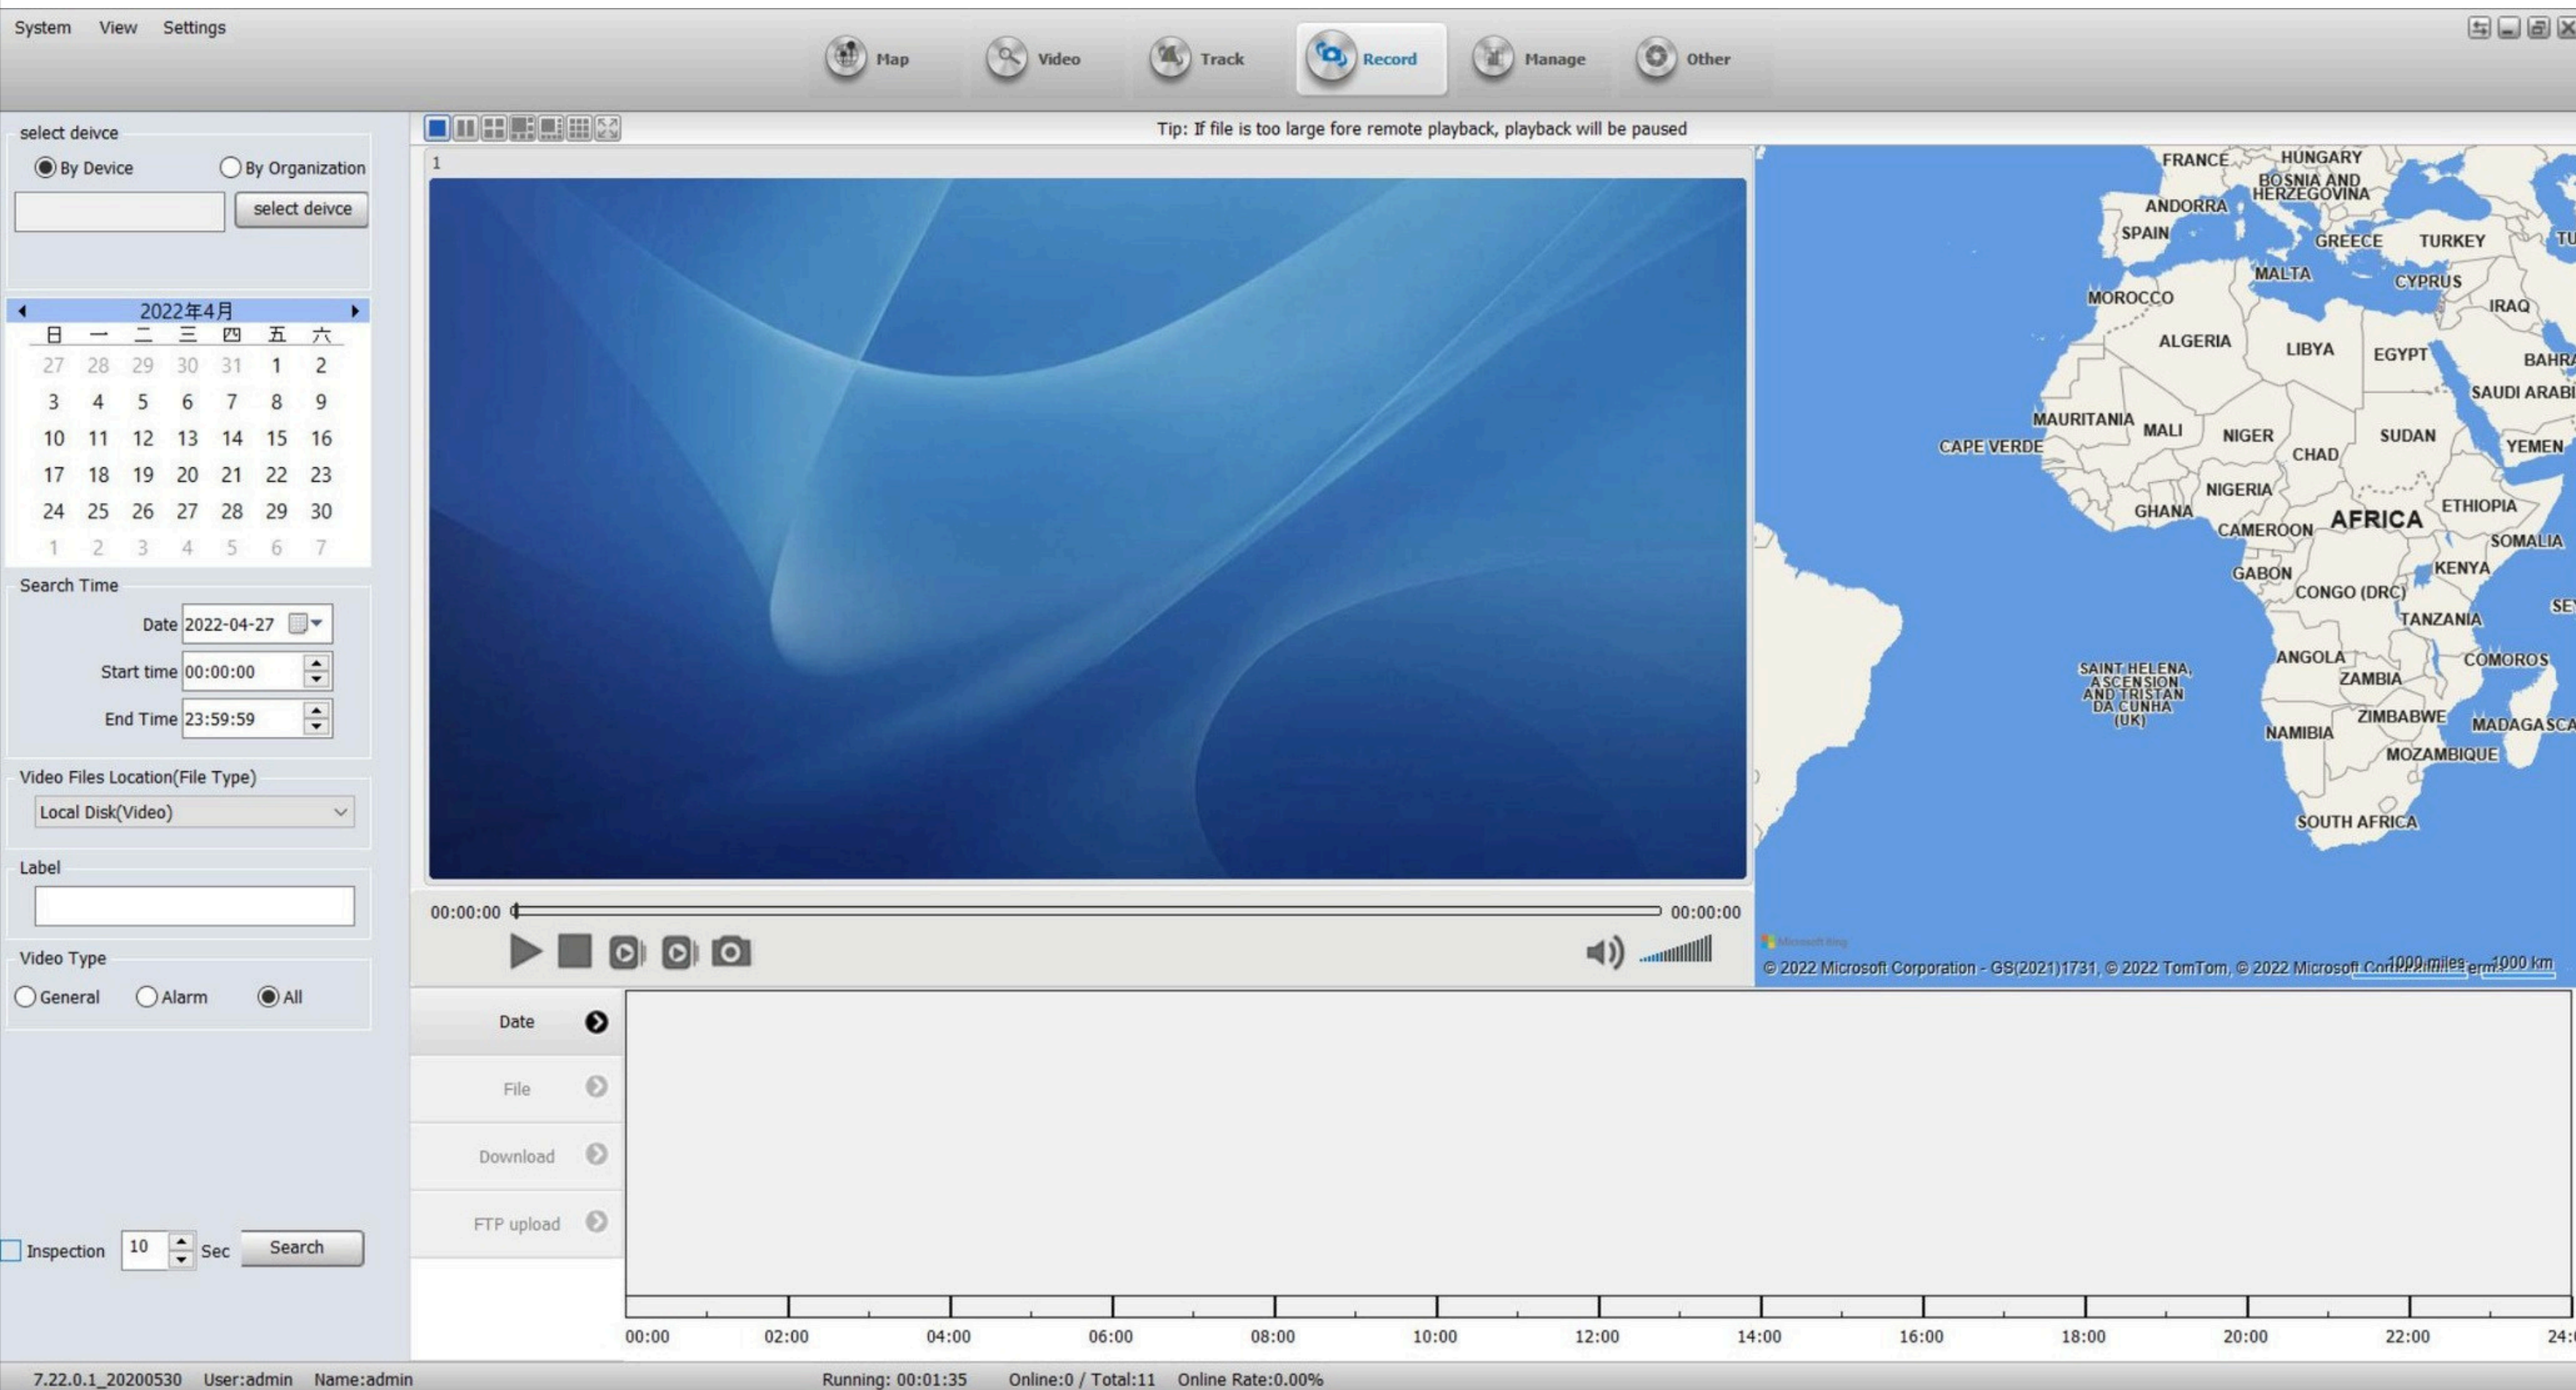 System View Settings
Map Video Track Record Manage Other
select deivce
By Device By Organization
select deivce
2022年4月
日 一 二 三 四 五 六
27 28 29 30 31 1 2
3 4 5 6 7 8 9
10 11 12 13 14 15 16
17 18 19 20 21 22 23
24 25 26 27 28 29 30
1 2 3 4 5 6 7
Search Time
Date 2022-04-27
Start time 00:00:00
End Time 23:59:59
Video Files Location(File Type)
Local Disk(Video)
Label
Video Type
General Alarm All
Inspection 10 Sec Search
Tip: If file is too large fore remote playback, playback will be paused
1
00:00:00 00:00:00
FRANCE HUNGARY
BOSNIA AND
HERZEGOVINA
ANDORRA
SPAIN
GREECE TURKEY TU
MALTA CYPRUS
MOROCCO IRAQ
ALGERIA LIBYA EGYPT BAHRA
SAUDI ARABI
MAURITANIA MALI NIGER SUDAN
CAPE VERDE CHAD YEMEN
NIGERIA
GHANA ETHIOPIA
CAMEROON AFRICA
SOMALIA
GABON KENYA
CONGO (DRC)
TANZANIA SE
ANGOLA COMOROS
SAINT HELENA,
ASCENSION
AND TRISTAN
DA CUNHA
(UK)
ZAMBIA
ZIMBABWE MADAGASCA
NAMIBIA
MOZAMBIQUE
SOUTH AFRICA
Microsoft Bing
© 2022 Microsoft Corporation - GS(2021)1731, © 2022 TomTom, © 2022 Microsoft 1000 miles 1000 km
Date
File
Download
FTP upload
00:00 02:00 04:00 06:00 08:00 10:00 12:00 14:00 16:00 18:00 20:00 22:00 24:
7.22.0.1_20200530 User:admin Name:admin Running: 00:01:35 Online:0 / Total:11 Online Rate:0.00%